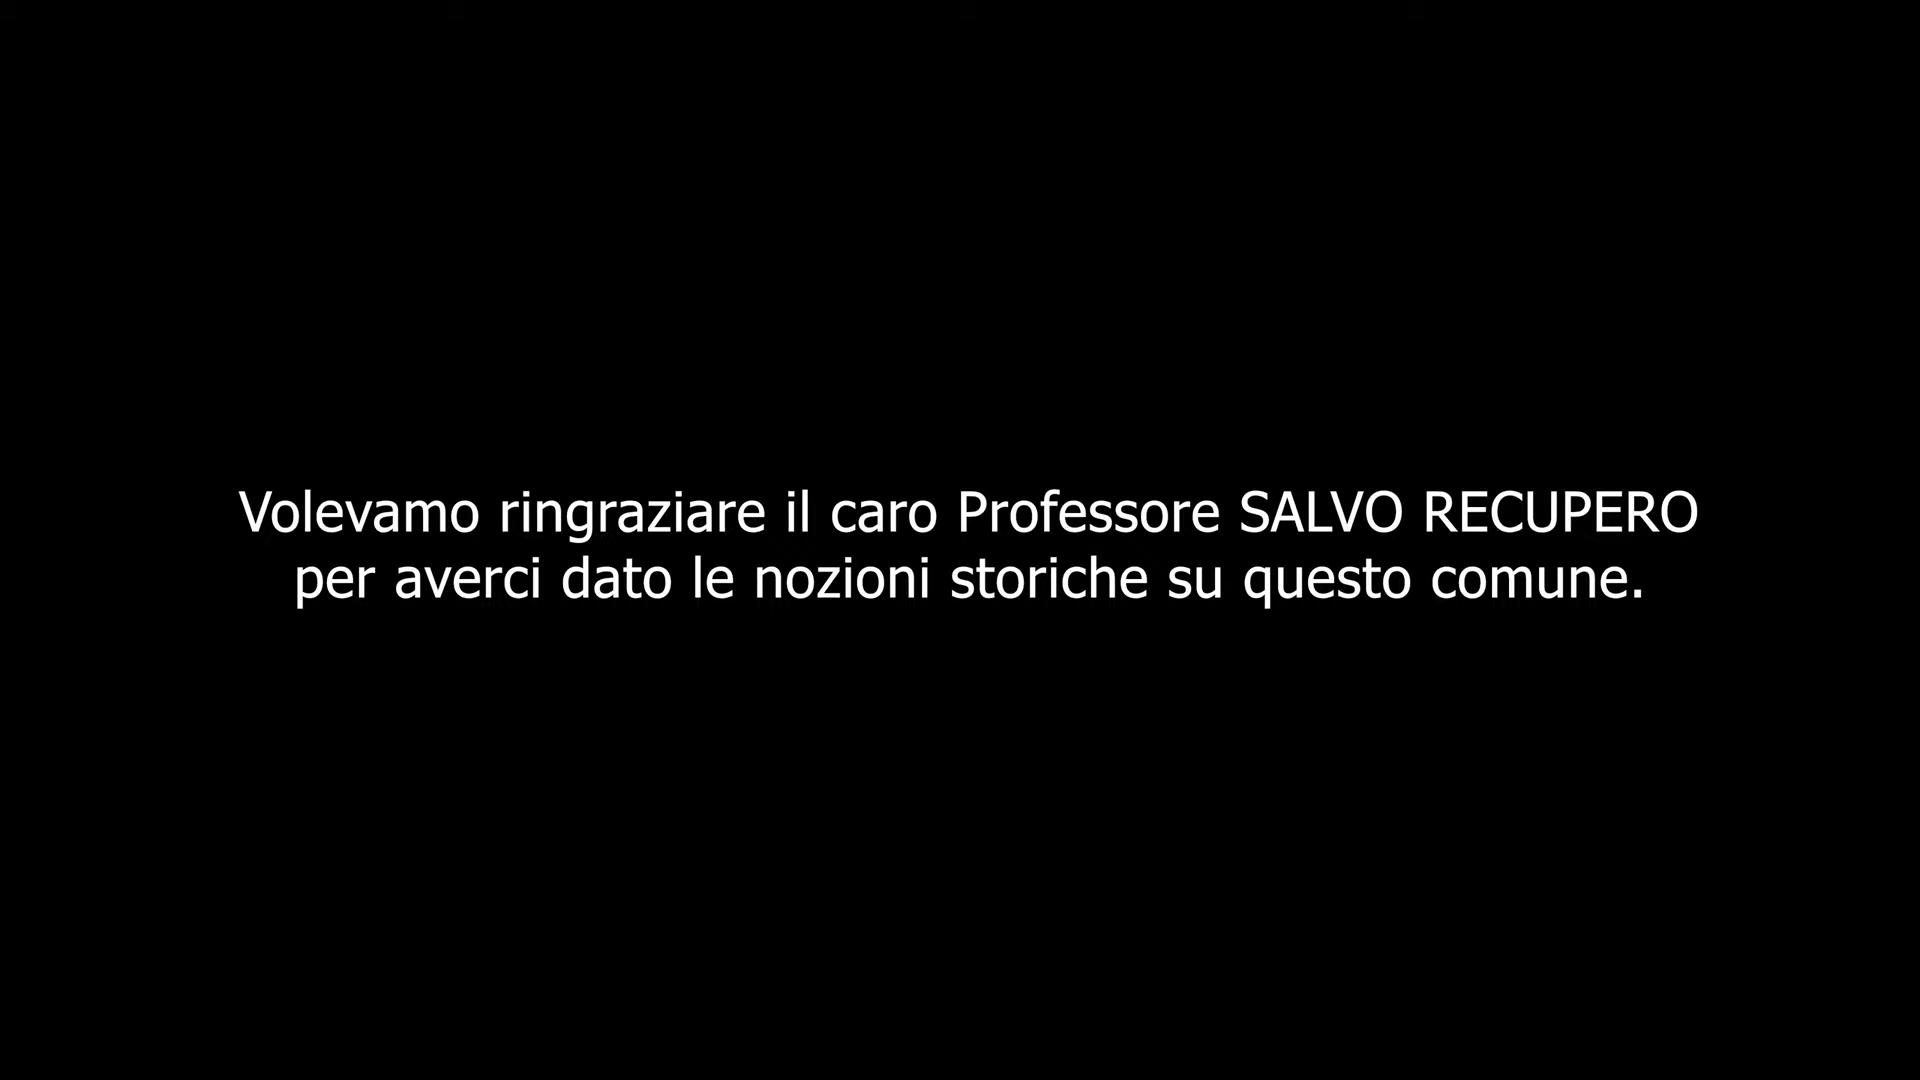 Volevamo ringraziare il caro Professore SALVO RECUPERO
per averci dato le nozioni storiche su questo comune.